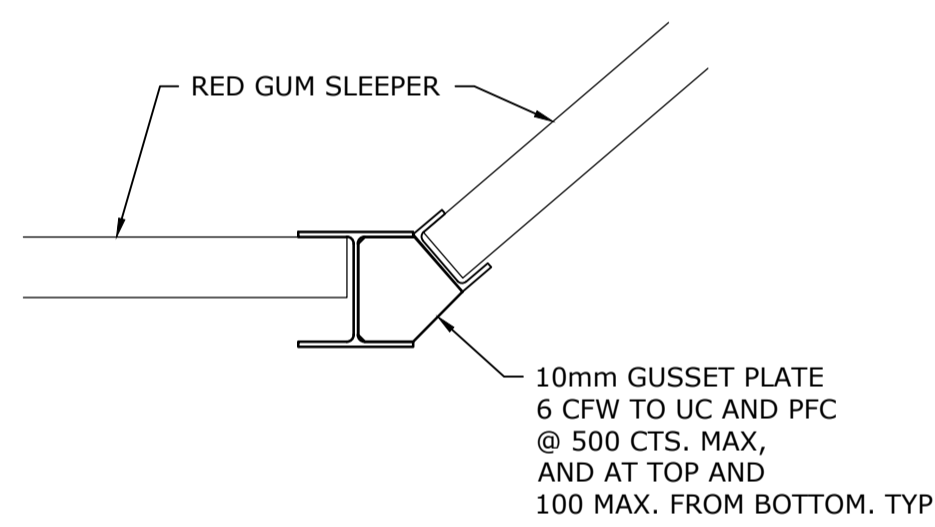 RED GUM SLEEPER
10mm GUSSET PLATE
6 CFW TO UC AND PFC
@ 500 CTS. MAX,
AND AT TOP AND
100 MAX. FROM BOTTOM. TYP